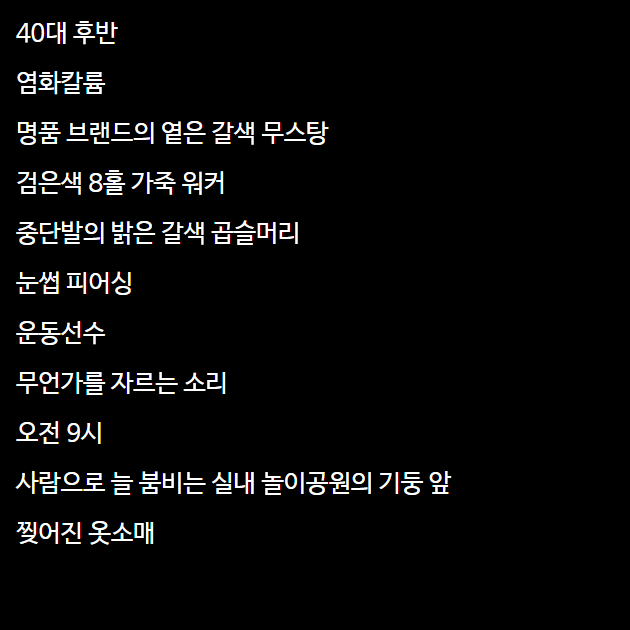 40대 후반
염화칼륨
명품 브랜드의 옅은 갈색 무스탕
검은색 8홀 가죽 워커
중단발의 밝은 갈색 곱슬머리
눈썹 피어싱
운동선수
무언가를 자르는 소리
오전 9시
사람으로 늘 붐비는 실내 놀이공원의 기둥 앞
찢어진 옷소매